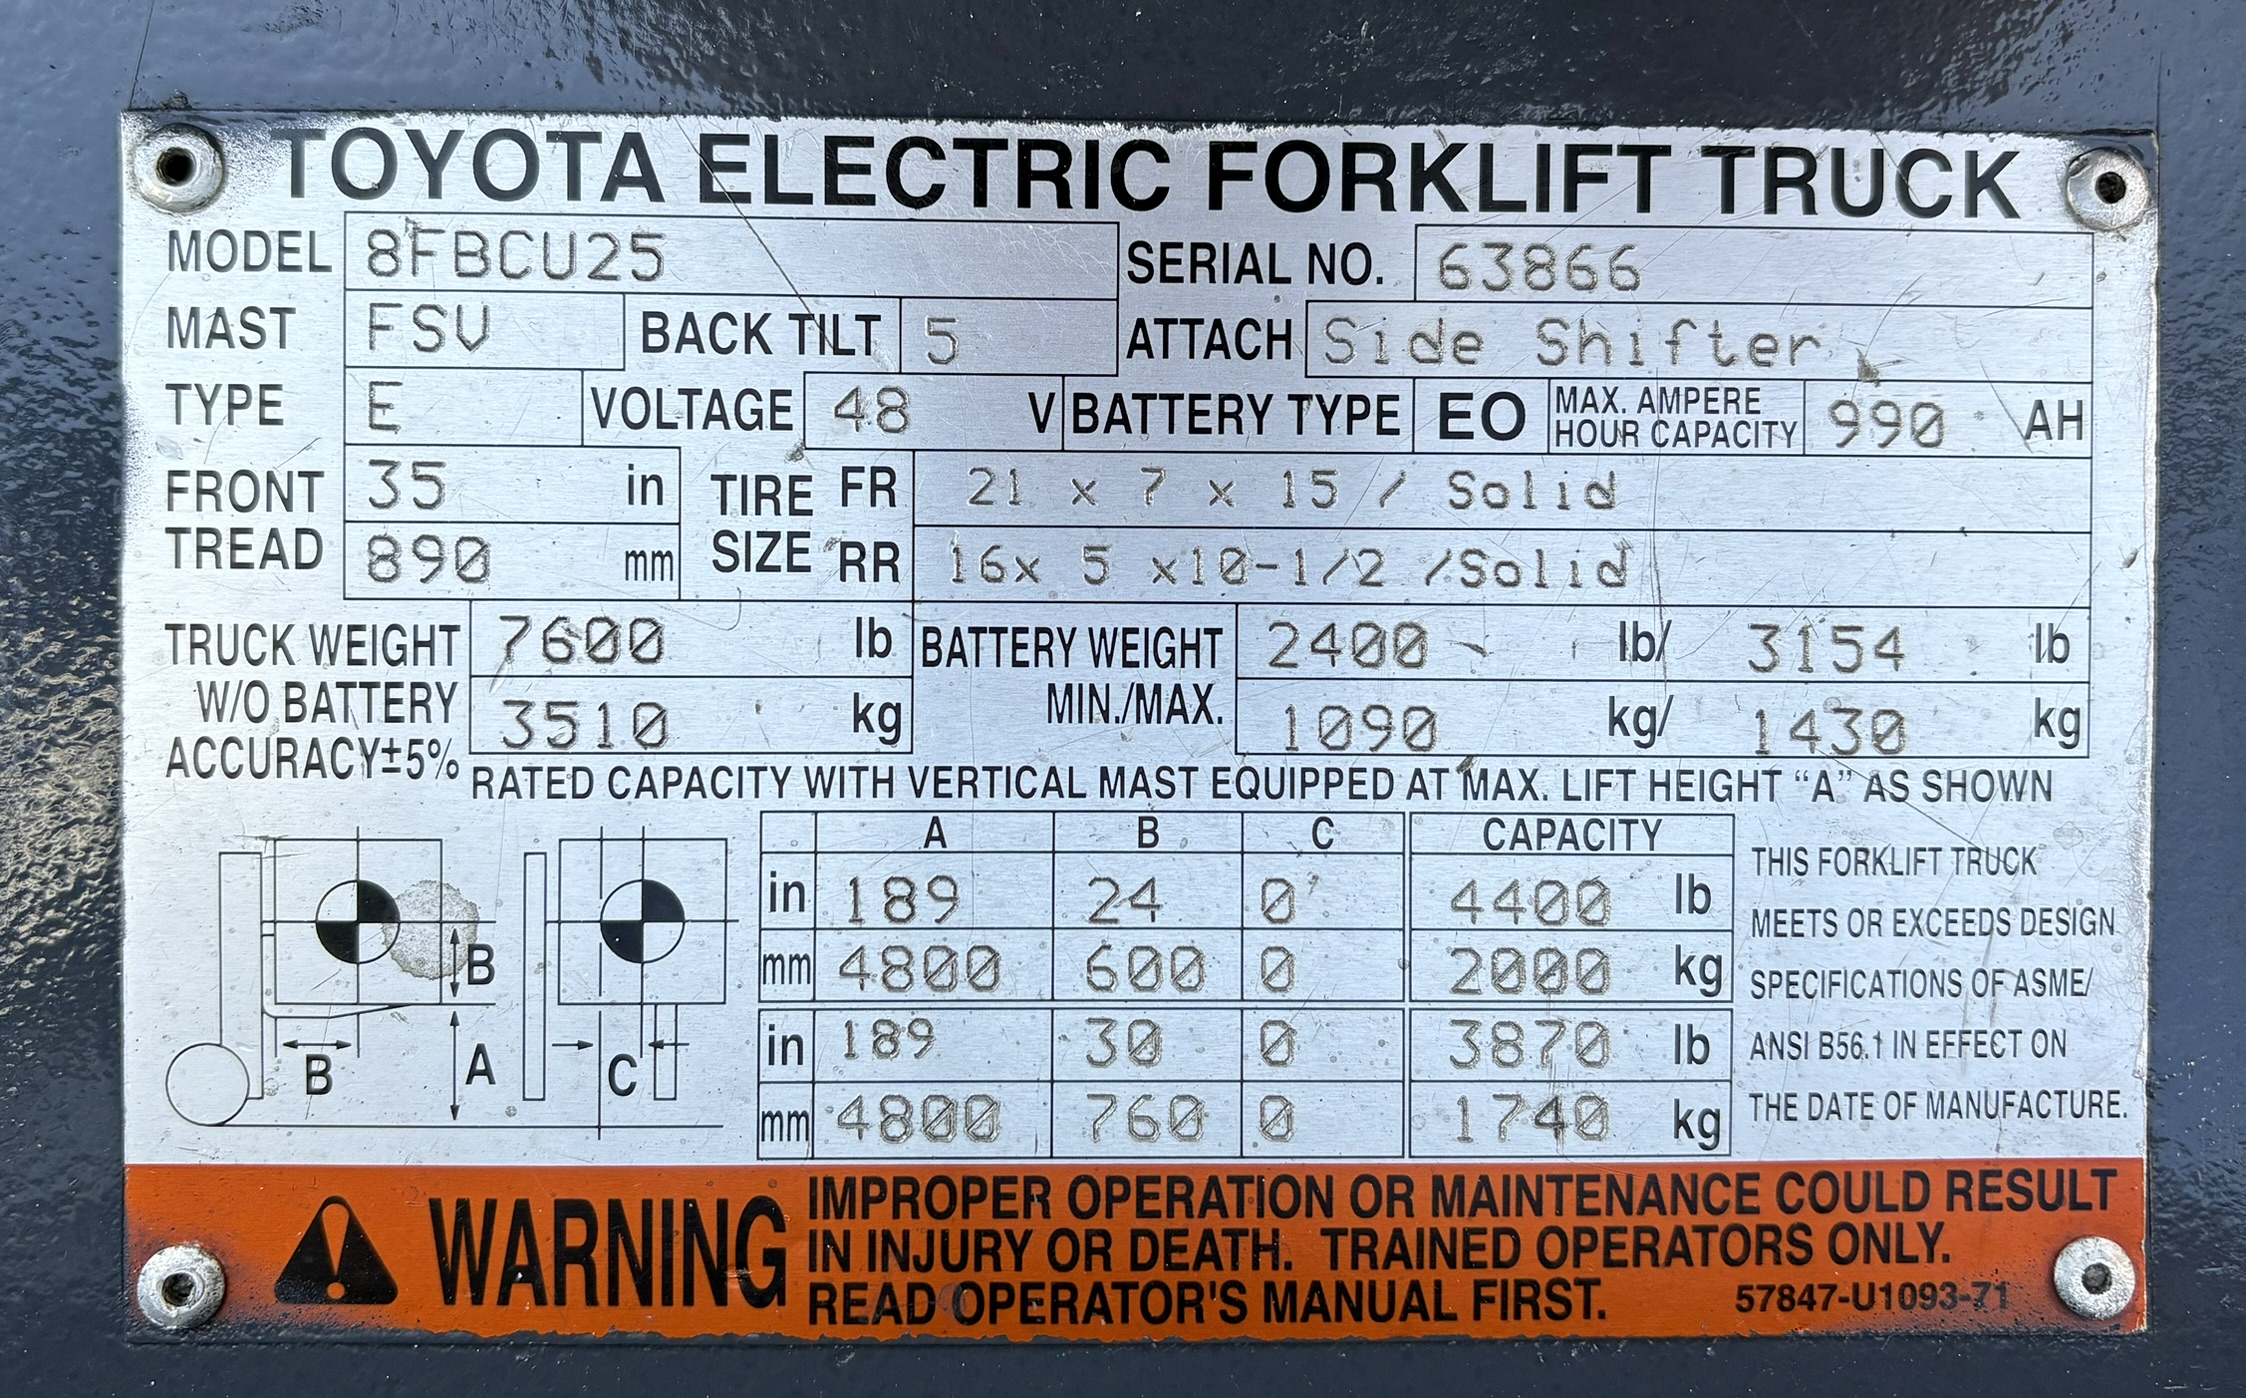 TOYOTA ELECTRIC FORKLIFT TRUCK
MODEL 8FBCU25 SERIAL NO. 63866
MAST FSV BACK TILT 5 ATTACH Side Shifter
TYPE E VOLTAGE 48 V BATTERY TYPE EO MAX. AMPERE HOUR CAPACITY 990 AH
FRONT TREAD 35 in TIRE SIZE FR 21 x 7 x 15 / Solid
890 mm RR 16x 5 x10-1/2 /Solid
TRUCK WEIGHT 7600 lb BATTERY WEIGHT 2400 lb/ 3154 lb
W/O BATTERY 3510 kg MIN./MAX. 1090 kg/ 1430 kg
ACCURACY±5%
RATED CAPACITY WITH VERTICAL MAST EQUIPPED AT MAX. LIFT HEIGHT "A" AS SHOWN
A B C CAPACITY
in 189 24 0 4400 lb
mm 4800 600 0 2000 kg
in 189 30 0 3870 lb
mm 4800 760 0 1740 kg
B
B A C
THIS FORKLIFT TRUCK
MEETS OR EXCEEDS DESIGN
SPECIFICATIONS OF ASME/
ANSI B56.1 IN EFFECT ON
THE DATE OF MANUFACTURE.
WARNING
IMPROPER OPERATION OR MAINTENANCE COULD RESULT
IN INJURY OR DEATH. TRAINED OPERATORS ONLY.
READ OPERATOR'S MANUAL FIRST. 57847-U1093-71